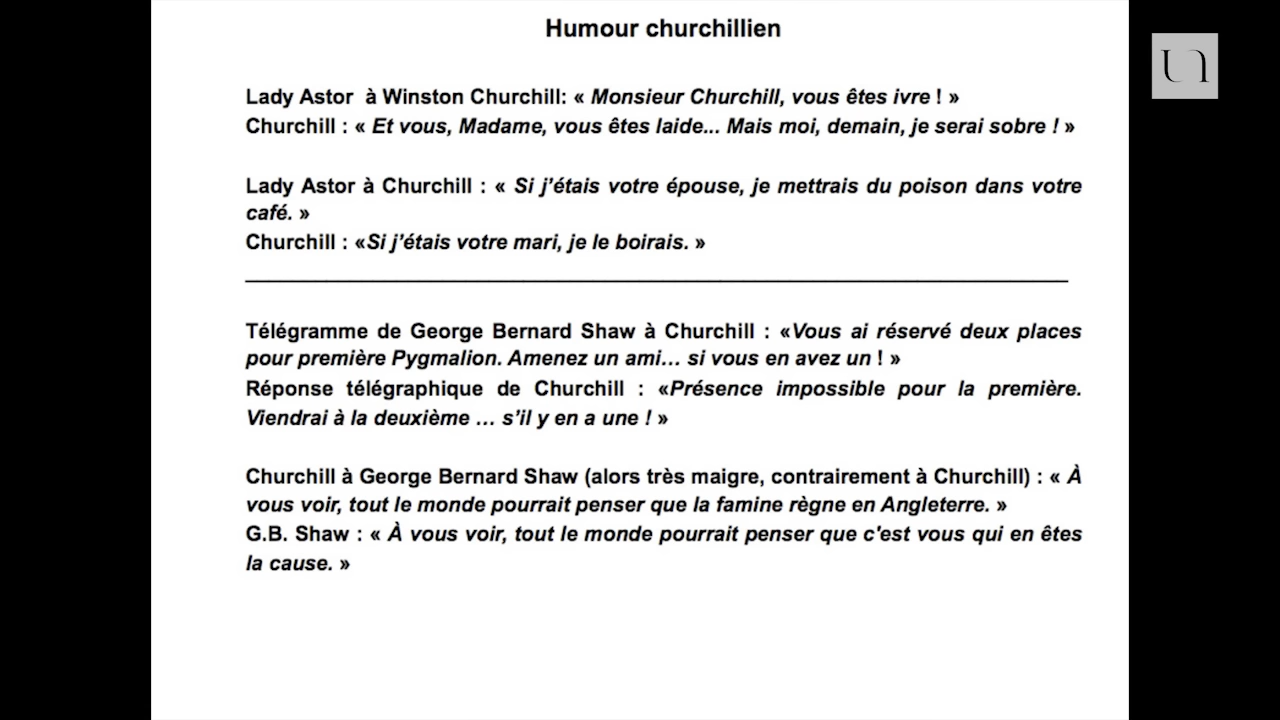 Humour churchillien
Lady Astor à Winston Churchill: « Monsieur Churchill, vous êtes ivre ! »
Churchill : « Et vous, Madame, vous êtes laide... Mais moi, demain, je serai sobre ! »
Lady Astor à Churchill : « Si j’étais votre épouse, je mettrais du poison dans votre
café. »
Churchill : «Si j’étais votre mari, je le boirais. »
Télégramme de George Bernard Shaw à Churchill : «Vous ai réservé deux places
pour première Pygmalion. Amenez un ami… si vous en avez un ! »
Réponse télégraphique de Churchill : «Présence impossible pour la première.
Viendrai à la deuxième … s’il y en a une ! »
Churchill à George Bernard Shaw (alors très maigre, contrairement à Churchill) : « À
vous voir, tout le monde pourrait penser que la famine règne en Angleterre. »
G.B. Shaw : « À vous voir, tout le monde pourrait penser que c'est vous qui en êtes
la cause. »